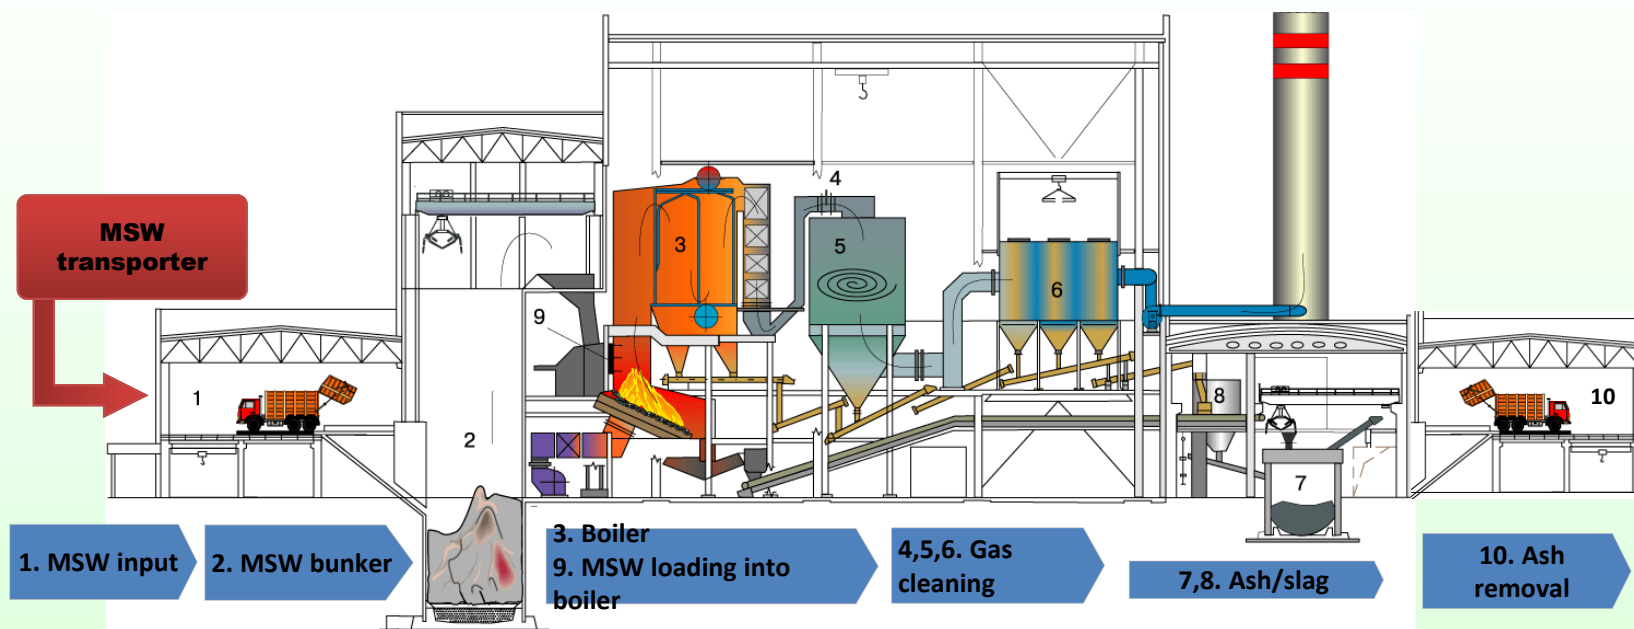 MSW
transporter
1
2
3
4
5
6
7
8
9
10
1. MSW input
2. MSW bunker
3. Boiler
9. MSW loading into
boiler
4,5,6. Gas
cleaning
7,8. Ash/slag
10. Ash
removal